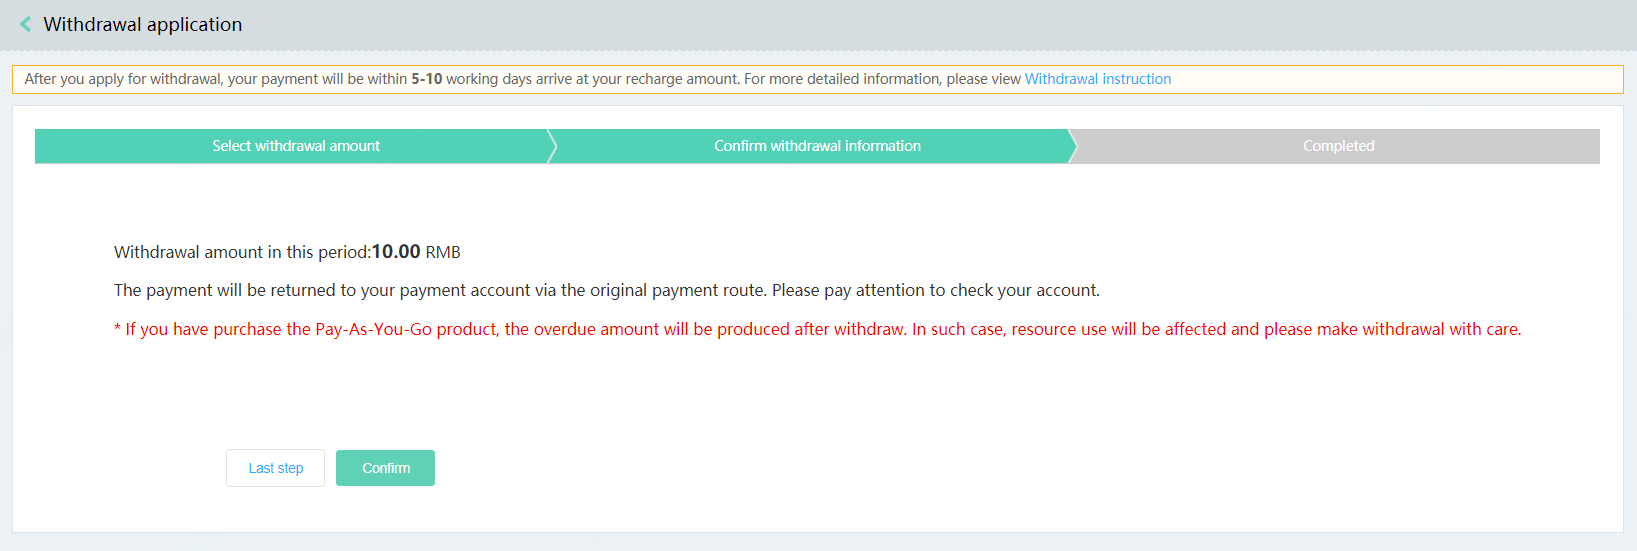 Withdrawal application
After you apply for withdrawal, your payment will be within 5-10 working days arrive at your recharge amount. For more detailed information, please view Withdrawal instruction
Select withdrawal amount
Confirm withdrawal information
Completed
Withdrawal amount in this period:10.00 RMB
The payment will be returned to your payment account via the original payment route. Please pay attention to check your account.
* If you have purchase the Pay-As-You-Go product, the overdue amount will be produced after withdraw. In such case, resource use will be affected and please make withdrawal with care.
Last step
Confirm